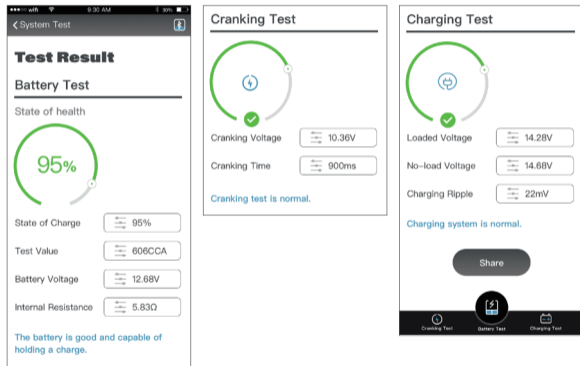 wifi 9:30 AM 30%
System Test
Test Result
Battery Test
State of health
95%
State of Charge 95%
Test Value 606CCA
Battery Voltage 12.68V
Internal Resistance 5.83Ω
The battery is good and capable of
holding a charge.
Cranking Test
Cranking Voltage 10.36V
Cranking Time 900ms
Cranking test is normal.
Charging Test
Loaded Voltage 14.28V
No-load Voltage 14.68V
Charging Ripple 22mV
Charging system is normal.
Share
Cranking Test Battery Test Charging Test